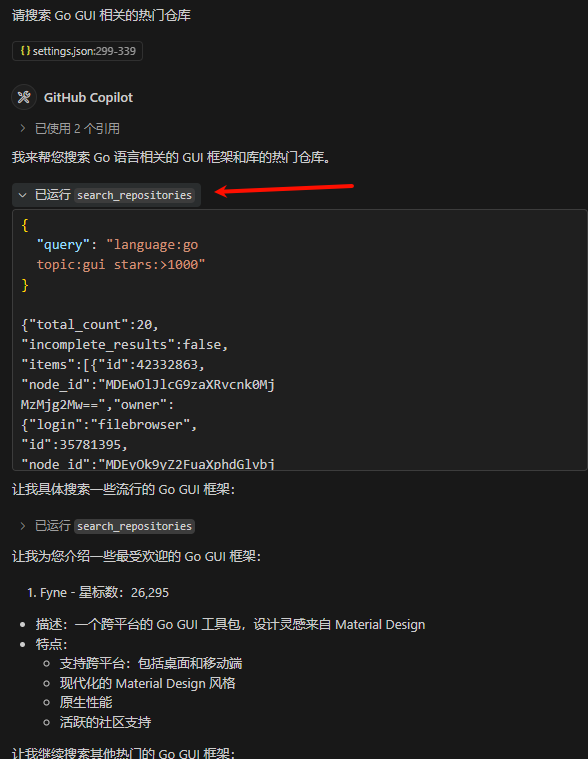 请搜索 Go GUI 相关的热门仓库
{} settings.json:299-339
GitHub Copilot
> 已使用 2 个引用
我来帮您搜索 Go 语言相关的 GUI 框架和库的热门仓库。
已运行 search_repositories
{
"query": "language:go
topic:gui stars:>1000"
}
{"total_count":20,
"incomplete_results":false,
"items":[{"id":42332863,
"node_id":"MDEwOlJlcG9zaXRvcnk0Mj
MzMjg2Mw==","owner":
{"login":"filebrowser",
"id":35781395,
"node_id":"MDEyOk9yZ2FuaXphdGlvbj
让我具体搜索一些流行的 Go GUI 框架：
> 已运行 search_repositories
让我为您介绍一些最受欢迎的 Go GUI 框架：
1. Fyne - 星标数：26,295
• 描述：一个跨平台的 Go GUI 工具包，设计灵感来自 Material Design
• 特点：
○ 支持跨平台：包括桌面和移动端
○ 现代化的 Material Design 风格
○ 原生性能
○ 活跃的社区支持
让我继续搜索其他热门的 Go GUI 框架：